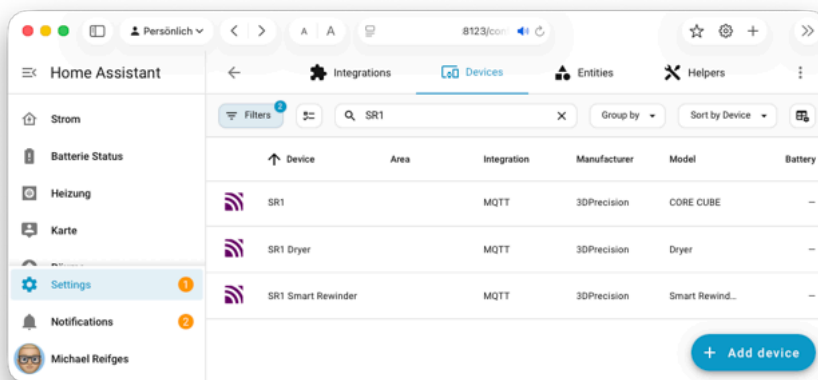 Persönlich
A A
8123/con
Home Assistant
Integrations
Devices
Entities
Helpers
Strom
Batterie Status
Heizung
Karte
Settings 1
Notifications 2
Michael Reifges
Filters 2
SR1
Group by
Sort by Device
Device Area Integration Manufacturer Model Battery
SR1 MQTT 3DPrecision CORE CUBE –
SR1 Dryer MQTT 3DPrecision Dryer –
SR1 Smart Rewinder MQTT 3DPrecision Smart Rewind... –
+ Add device